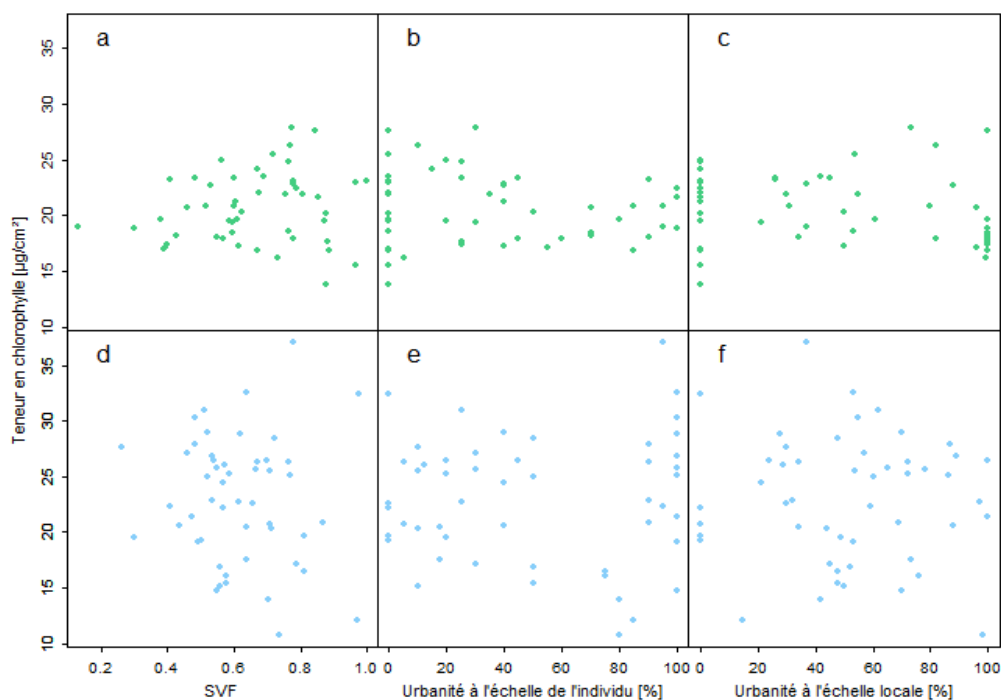 a b c
35
30
25
20
15
10
Teneur en chlorophylle [µg/cm²]
d e f
35
30
25
20
15
10
0.2 0.4 0.6 0.8 1.0 0 20 40 60 80 100 0 20 40 60 80 100
SVF Urbanité à l'échelle de l'individu [%] Urbanité à l'échelle locale [%]